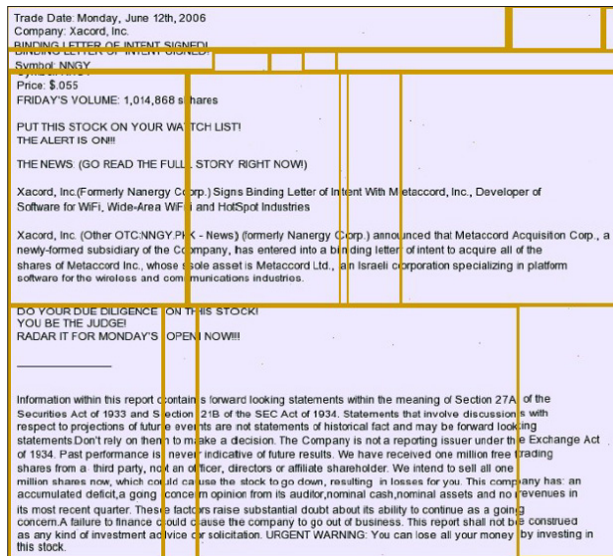 Trade Date: Monday, June 12th, 2006
Company: Xacord, Inc.
BINDING LETTER OF INTENT SIGNED!
Symbol: NNGY
Price: $.055
FRIDAY'S VOLUME: 1,014,868 shares
PUT THIS STOCK ON YOUR WATCH LIST!
THE ALERT IS ON!!!
THE NEWS: (GO READ THE FULL STORY RIGHT NOW!)
Xacord, Inc.(Formerly Nanergy Corp.) Signs Binding Letter of Intent With Metaccord, Inc., Developer of
Software for WiFi, Wide-Area WiFi and HotSpot Industries
Xacord, Inc. (Other OTC:NNGY.PK - News) (formerly Nanergy Corp.) announced that Metaccord Acquisition Corp., a
newly-formed subsidiary of the Company, has entered into a binding letter of intent to acquire all of the
shares of Metaccord Inc., whose sole asset is Metaccord Ltd., an Israeli corporation specializing in platform
software for the wireless and communications industries.
DO YOUR DUE DILIGENCE ON THIS STOCK!
YOU BE THE JUDGE!
RADAR IT FOR MONDAY'S OPEN NOW!!!
Information within this report contains forward looking statements within the meaning of Section 27A of the
Securities Act of 1933 and Section 21B of the SEC Act of 1934. Statements that involve discussions with
respect to projections of future events are not statements of historical fact and may be forward looking
statements.Don't rely on them to make a decision. The Company is not a reporting issuer under the Exchange Act
of 1934. Past performance is never indicative of future results. We have received one million free trading
shares from a third party, not an officer, directors or affiliate shareholder. We intend to sell all one
million shares now, which could cause the stock to go down, resulting in losses for you. This company has: an
accumulated deficit,a going concern opinion from its auditor,nominal cash,nominal assets and no revenues in
its most recent quarter. These factors raise substantial doubt about its ability to continue as a going
concern.A failure to finance could cause the company to go out of business. This report shall not be construed
as any kind of investment advice or solicitation. URGENT WARNING: You can lose all your money by investing in
this stock.